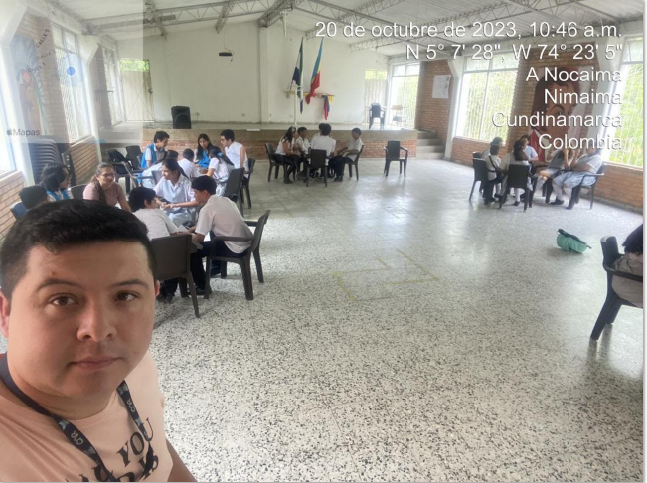 20 de octubre de 2023, 10:46 a.m.
N 5° 7' 28", W 74° 23' 5"
A Nocaima
Nimaima
Cundinamarca
Colombia
Mapas
YOU